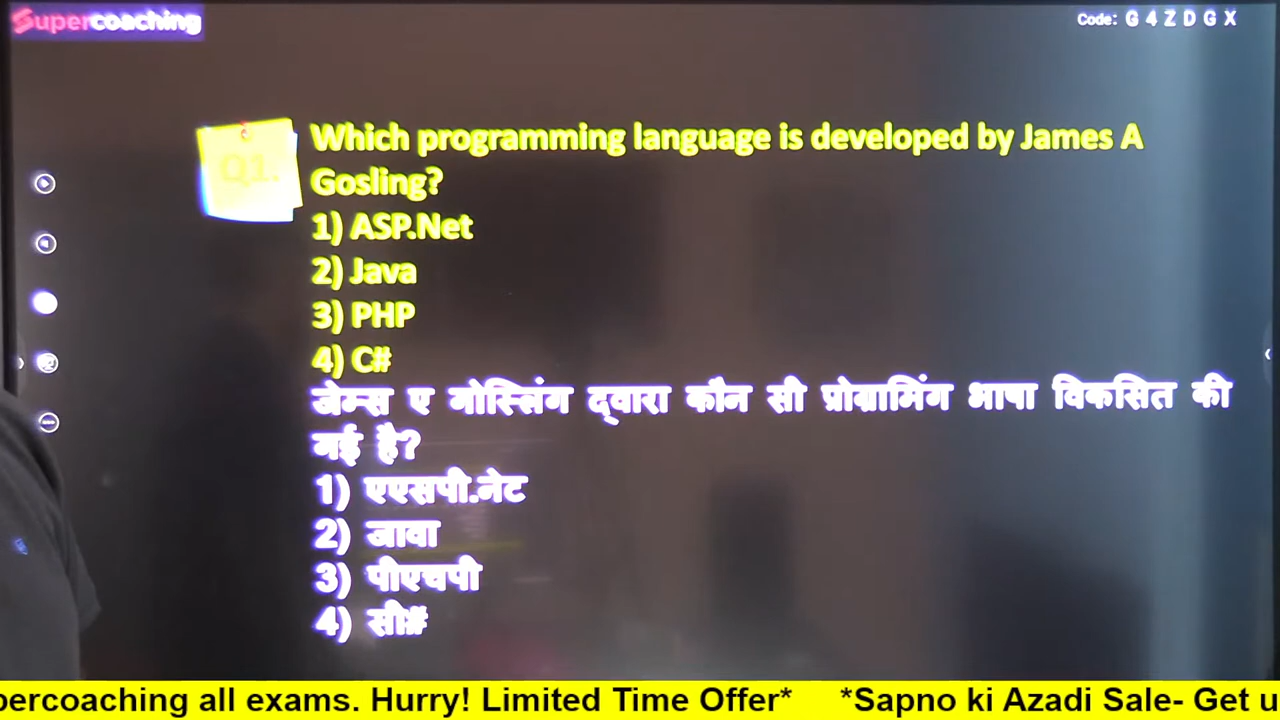 Supercoaching
Code: G 4 Z D G X
Q1.
Which programming language is developed by James A
Gosling?
1) ASP.Net
2) Java
3) PHP
4) C#
जेम्स ए गोस्लिंग द्वारा कौन सी प्रोग्रामिंग भाषा विकसित की
गई है?
1) एएसपी.नेट
2) जावा
3) पीएचपी
4) सी#
percoaching all exams. Hurry! Limited Time Offer* *Sapno ki Azadi Sale- Get u